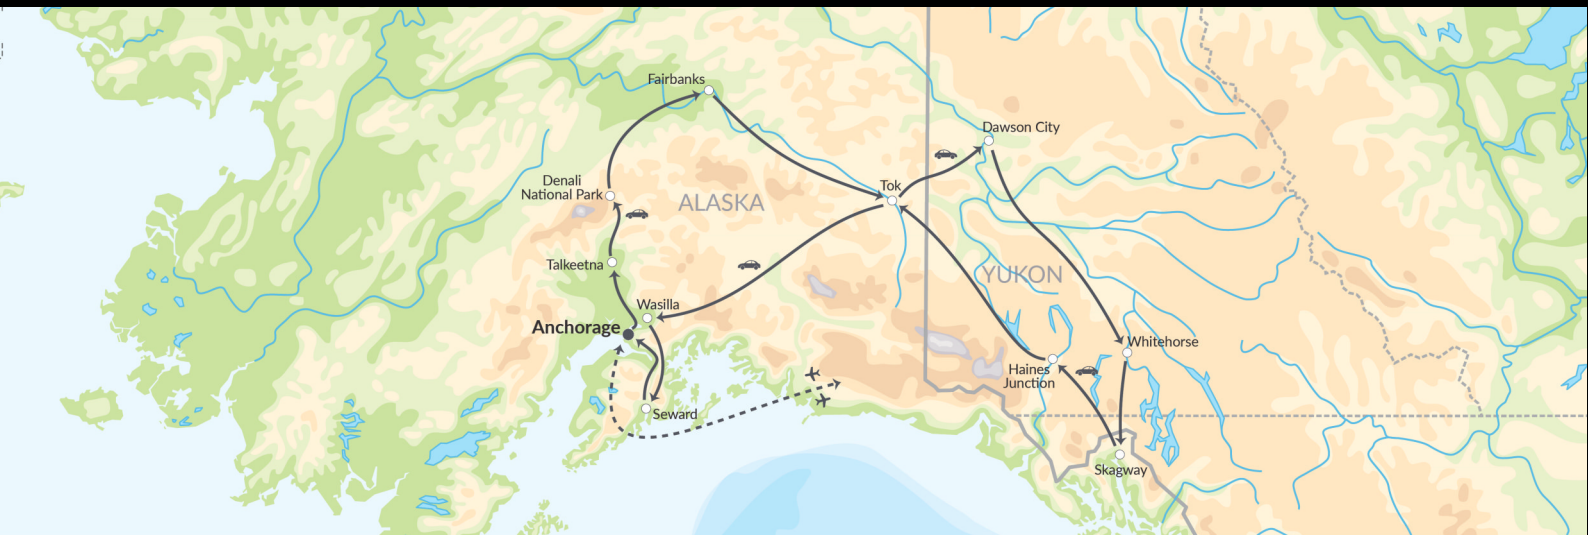 Fairbanks
Dawson City
Denali
National Park
Tok
ALASKA
Talkeetna
YUKON
Wasilla
Anchorage
Whitehorse
Haines
Junction
Seward
Skagway